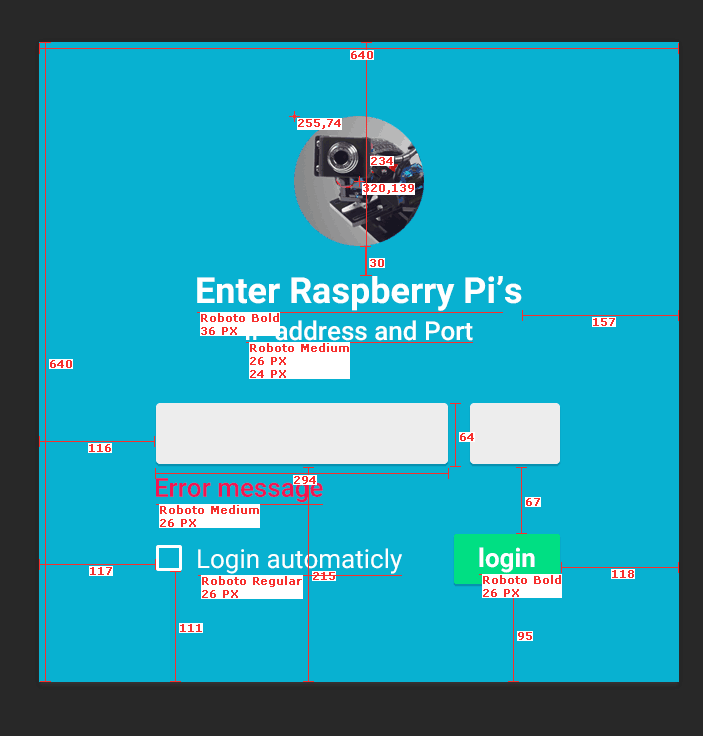 640
255,74
234
320,139
30
Enter Raspberry Pi's
Roboto Bold
36 PX
address and Port
157
Roboto Medium
26 PX
24 PX
640
116
64
294
Error message
67
Roboto Medium
26 PX
Login automaticly
login
117
215
118
Roboto Regular
26 PX
Roboto Bold
26 PX
111
95